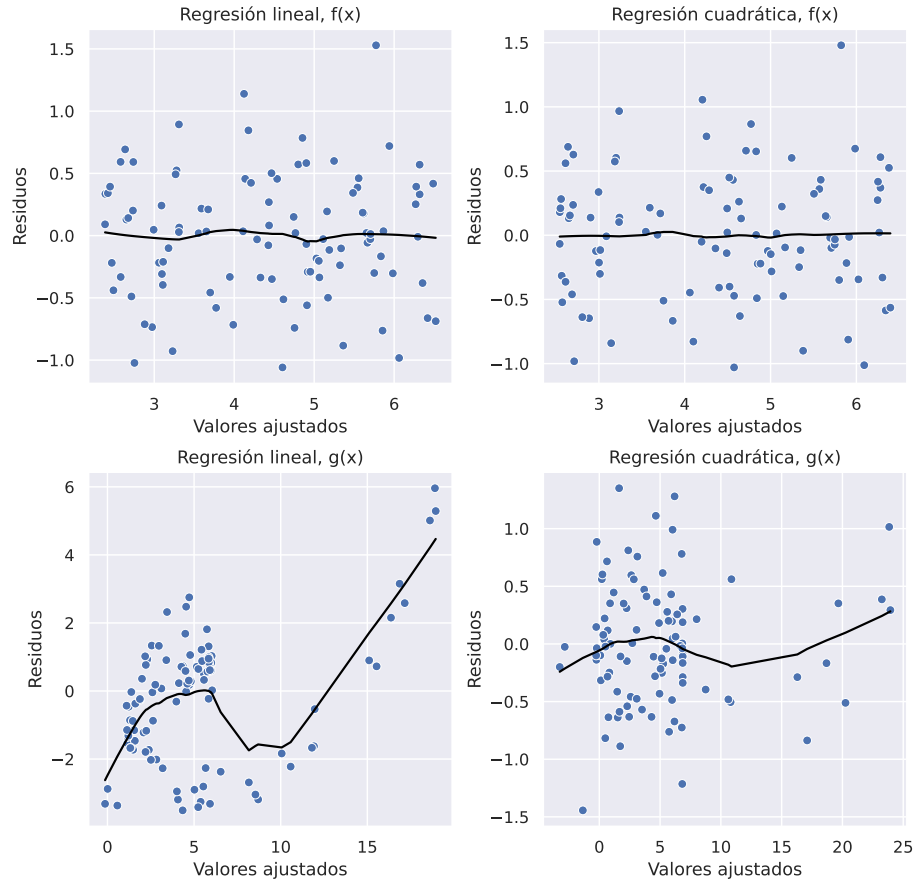 Regresión lineal, f(x)
1.5
1.0
0.5
0.0
−0.5
−1.0
Residuos
3 4 5 6
Valores ajustados
Regresión cuadrática, f(x)
1.5
1.0
0.5
0.0
−0.5
−1.0
Residuos
3 4 5 6
Valores ajustados
Regresión lineal, g(x)
6
4
2
0
−2
Residuos
0 5 10 15
Valores ajustados
Regresión cuadrática, g(x)
1.0
0.5
0.0
−0.5
−1.0
−1.5
Residuos
0 5 10 15 20 25
Valores ajustados